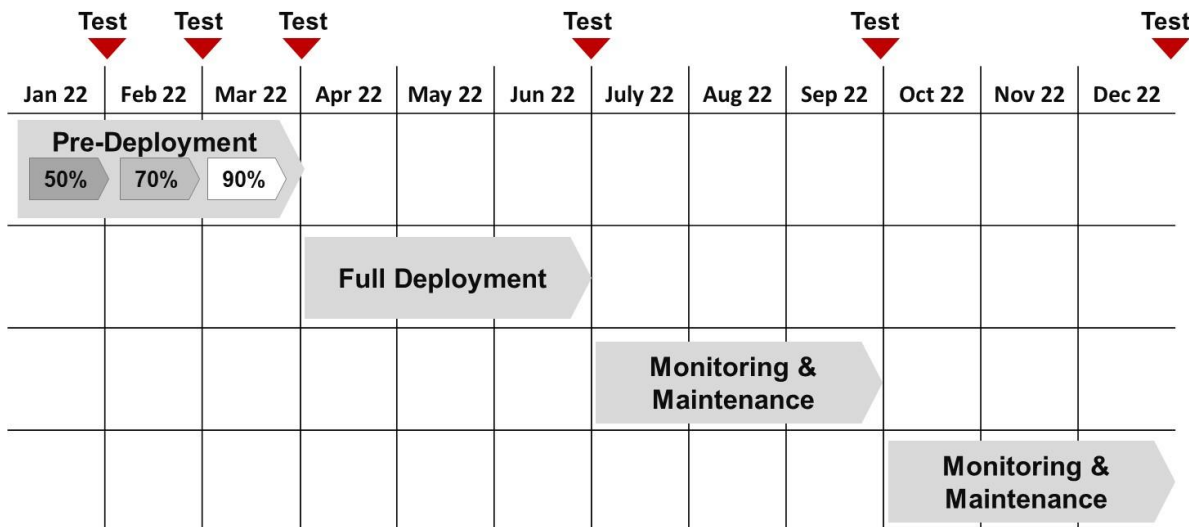 Test Test Test Test Test Test
Jan 22 Feb 22 Mar 22 Apr 22 May 22 Jun 22 July 22 Aug 22 Sep 22 Oct 22 Nov 22 Dec 22
Pre-Deployment
50% 70% 90%
Full Deployment
Monitoring &
Maintenance
Monitoring &
Maintenance